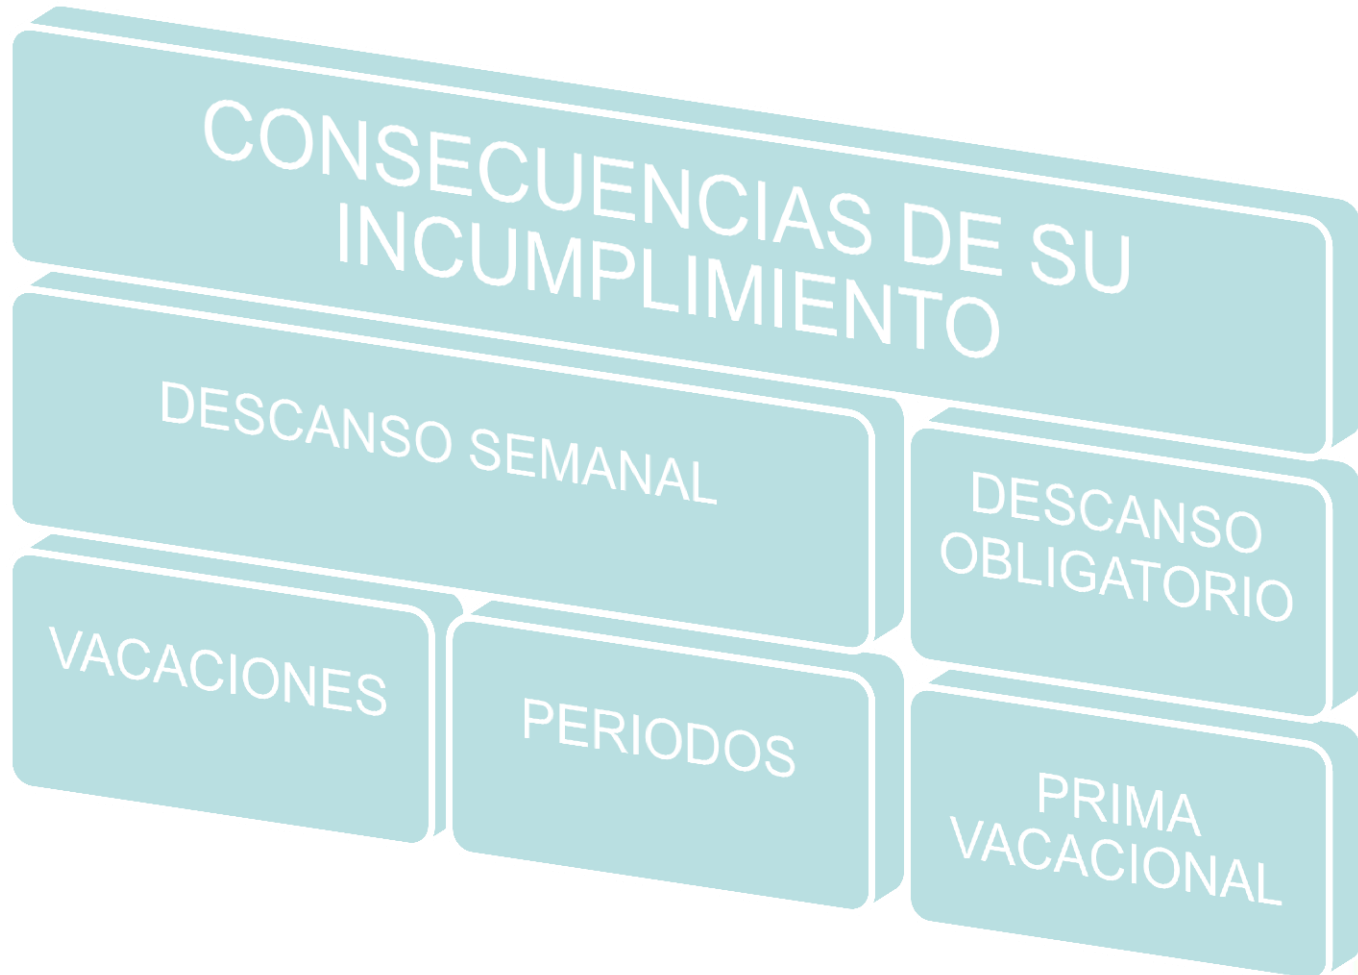 CONSECUENCIAS DE SU
INCUMPLIMIENTO
DESCANSO SEMANAL
DESCANSO
OBLIGATORIO
VACACIONES
PERIODOS
PRIMA
VACACIONAL